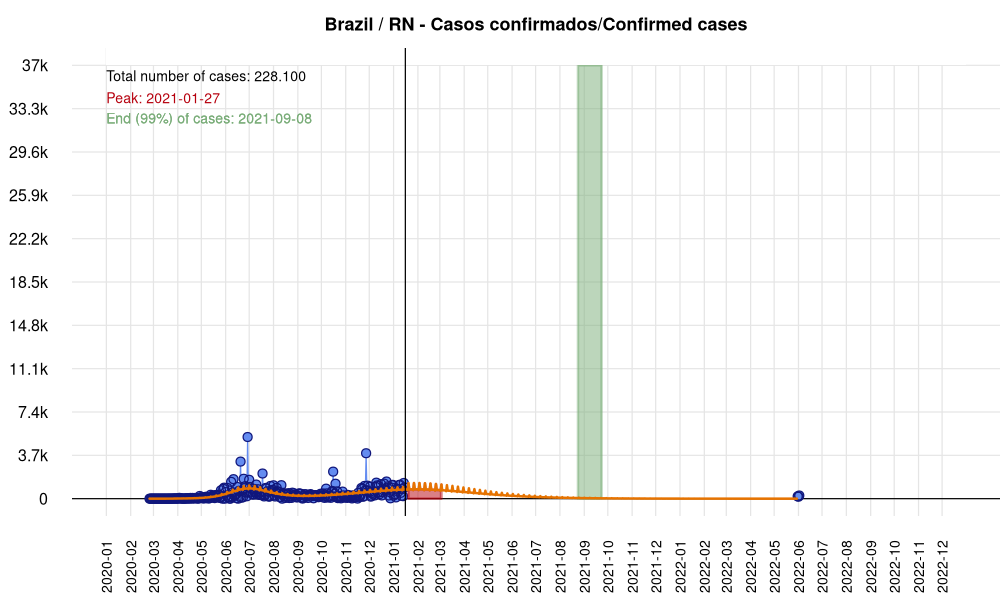 Brazil / RN - Casos confirmados/Confirmed cases
Total number of cases: 228.100
Peak: 2021-01-27
End (99%) of cases: 2021-09-08
37k
33.3k
29.6k
25.9k
22.2k
18.5k
14.8k
11.1k
7.4k
3.7k
0
2020-01
2020-02
2020-03
2020-04
2020-05
2020-06
2020-07
2020-08
2020-09
2020-10
2020-11
2020-12
2021-01
2021-02
2021-03
2021-04
2021-05
2021-06
2021-07
2021-08
2021-09
2021-10
2021-11
2021-12
2022-01
2022-02
2022-03
2022-04
2022-05
2022-06
2022-07
2022-08
2022-09
2022-10
2022-11
2022-12